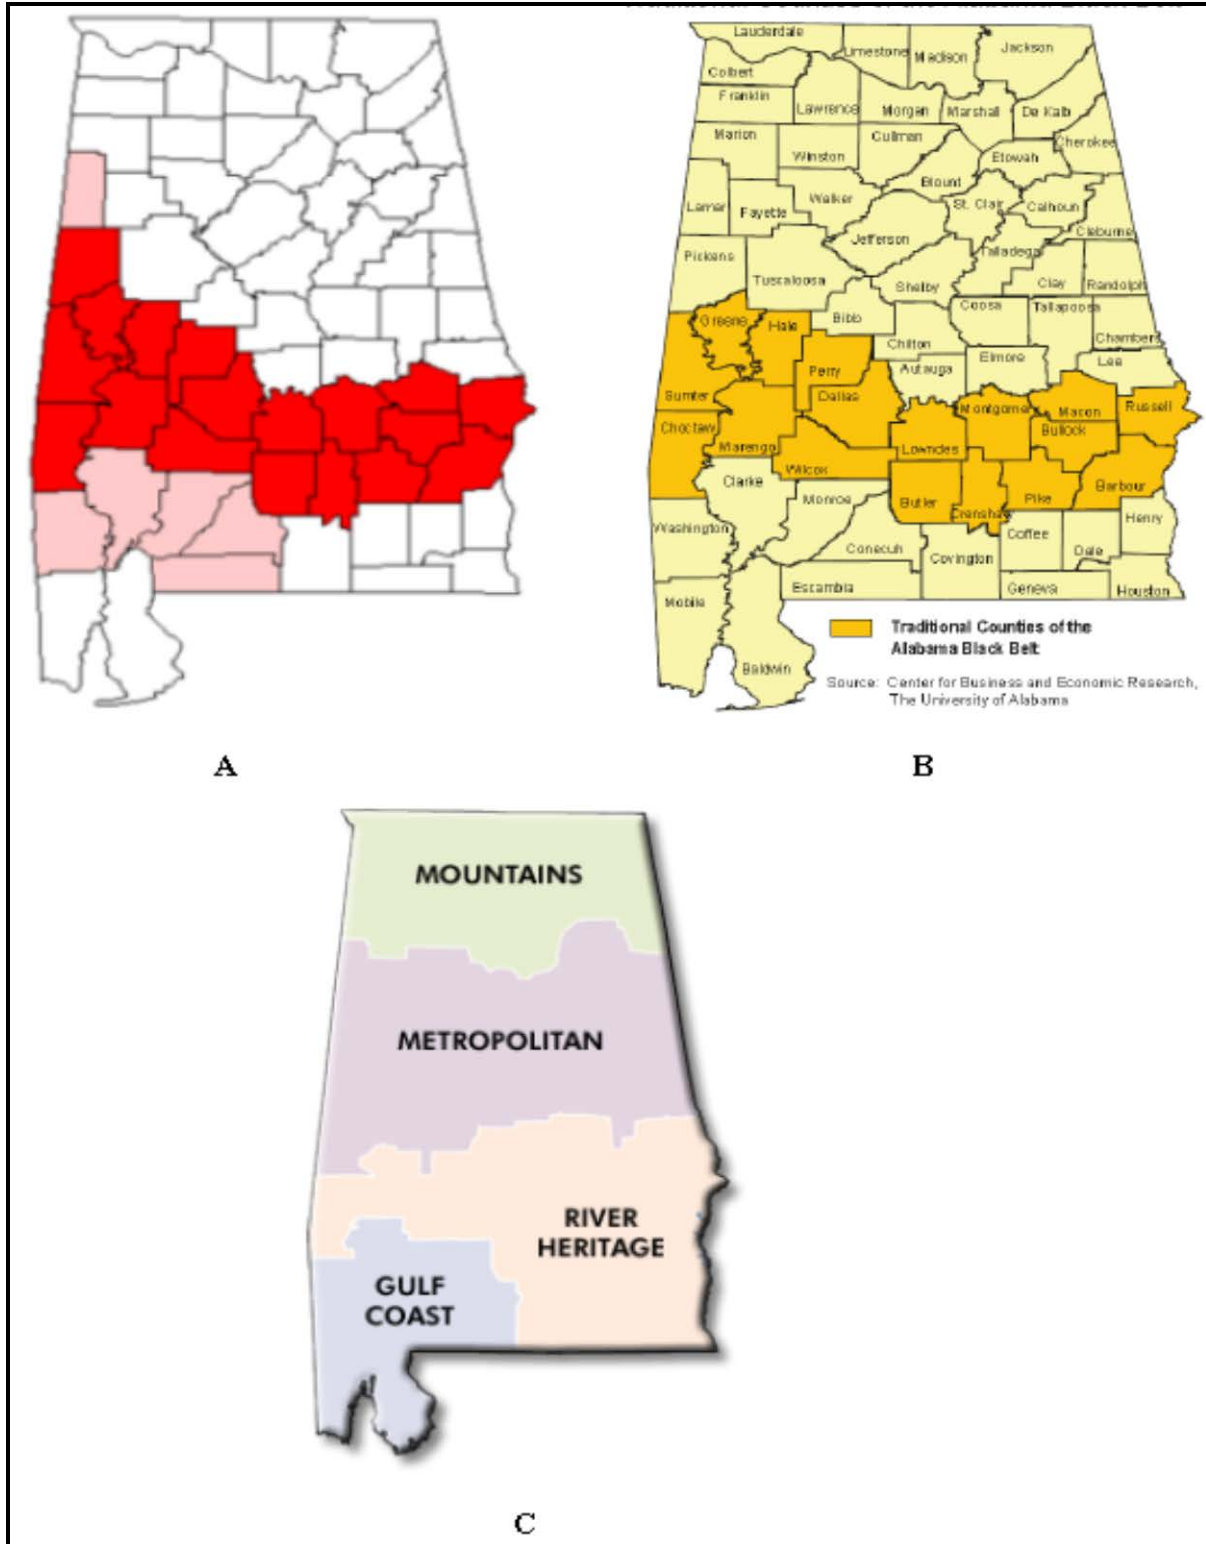 Lauderdale
Limestone
Madison
Jackson
Colbert
Franklin
Lawrence
Morgan
Marshall
De Kalb
Marion
Winston
Cullman
Etowah
Cherokee
Lamar
Fayette
Walker
Blount
St. Clair
Calhoun
Cleburne
Jefferson
Talladega
Pickens
Tuscaloosa
Shelby
Clay
Randolph
Greene
Hale
Bibb
Coosa
Tallapoosa
Chambers
Chilton
Perry
Autauga
Elmore
Lee
Sumter
Dallas
Montgomer
Macon
Russell
Choctaw
Marengo
Lowndes
Bullock
Wilcox
Clarke
Monroe
Butler
Crensha
Pike
Barbour
Washington
Conecuh
Covington
Coffee
Dale
Henry
Mobile
Escambia
Geneva
Houston
Baldwin
Traditional Counties of the
Alabama Black Belt
Source: Center for Business and Economic Research,
The University of Alabama
A
B
MOUNTAINS
METROPOLITAN
RIVER
HERITAGE
GULF
COAST
C